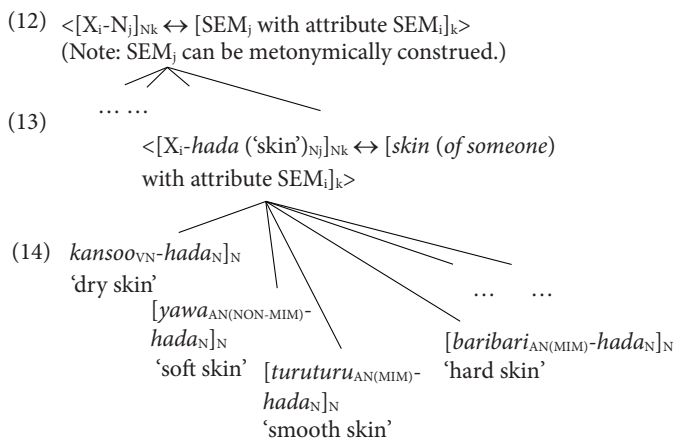 (12) <[Xᵢ-Nⱼ]Nk ↔ [SEMⱼ with attribute SEMᵢ]k>
(Note: SEMⱼ can be metonymically construed.)
… …
(13)
<[Xᵢ-hada (‘skin’)Nj]Nk ↔ [skin (of someone)
with attribute SEMᵢ]k>
(14) kansooVN-hadaN]N
‘dry skin’
… …
[yawaAN(NON-MIM)-
hadaN]N
‘soft skin’
[turuturuAN(MIM)-
hadaN]N
‘smooth skin’
[baribariAN(MIM)-hadaN]N
‘hard skin’